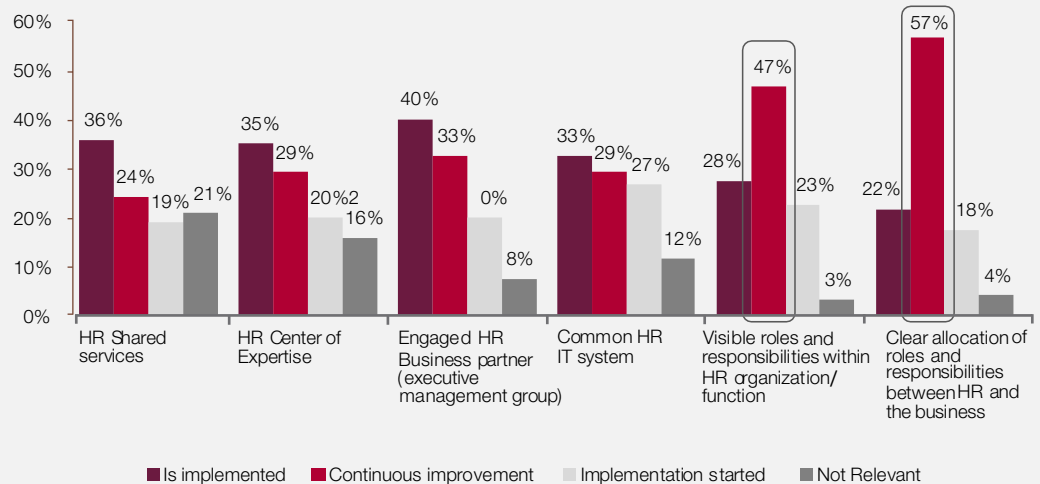 60%
50%
40%
30%
20%
10%
0%
36%
24%
19%
21%
35%
29%
20%2
16%
40%
33%
0%
8%
33%
29%
27%
12%
28%
47%
23%
3%
22%
57%
18%
4%
HR Shared
services
HR Center of
Expertise
Engaged HR
Business partner
(executive
management group)
Common HR
IT system
Visible roles and
responsibilities within
HR organization/
function
Clear allocation of
roles and
responsibilities
between HR and
the business
Is implemented
Continuous improvement
Implementation started
Not Relevant